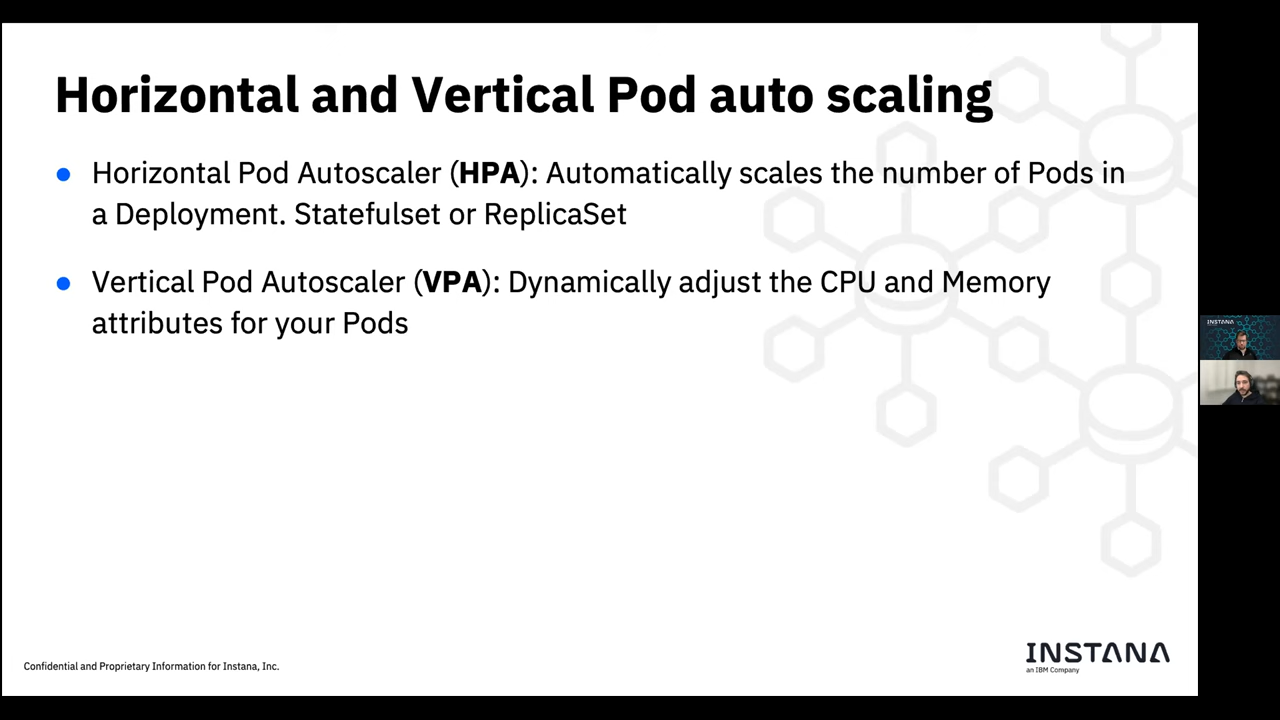 Horizontal and Vertical Pod auto scaling
● Horizontal Pod Autoscaler (HPA): Automatically scales the number of Pods in
a Deployment. Statefulset or ReplicaSet
● Vertical Pod Autoscaler (VPA): Dynamically adjust the CPU and Memory
attributes for your Pods
INSTANA
Confidential and Proprietary Information for Instana, Inc.
INSTANA
an IBM Company